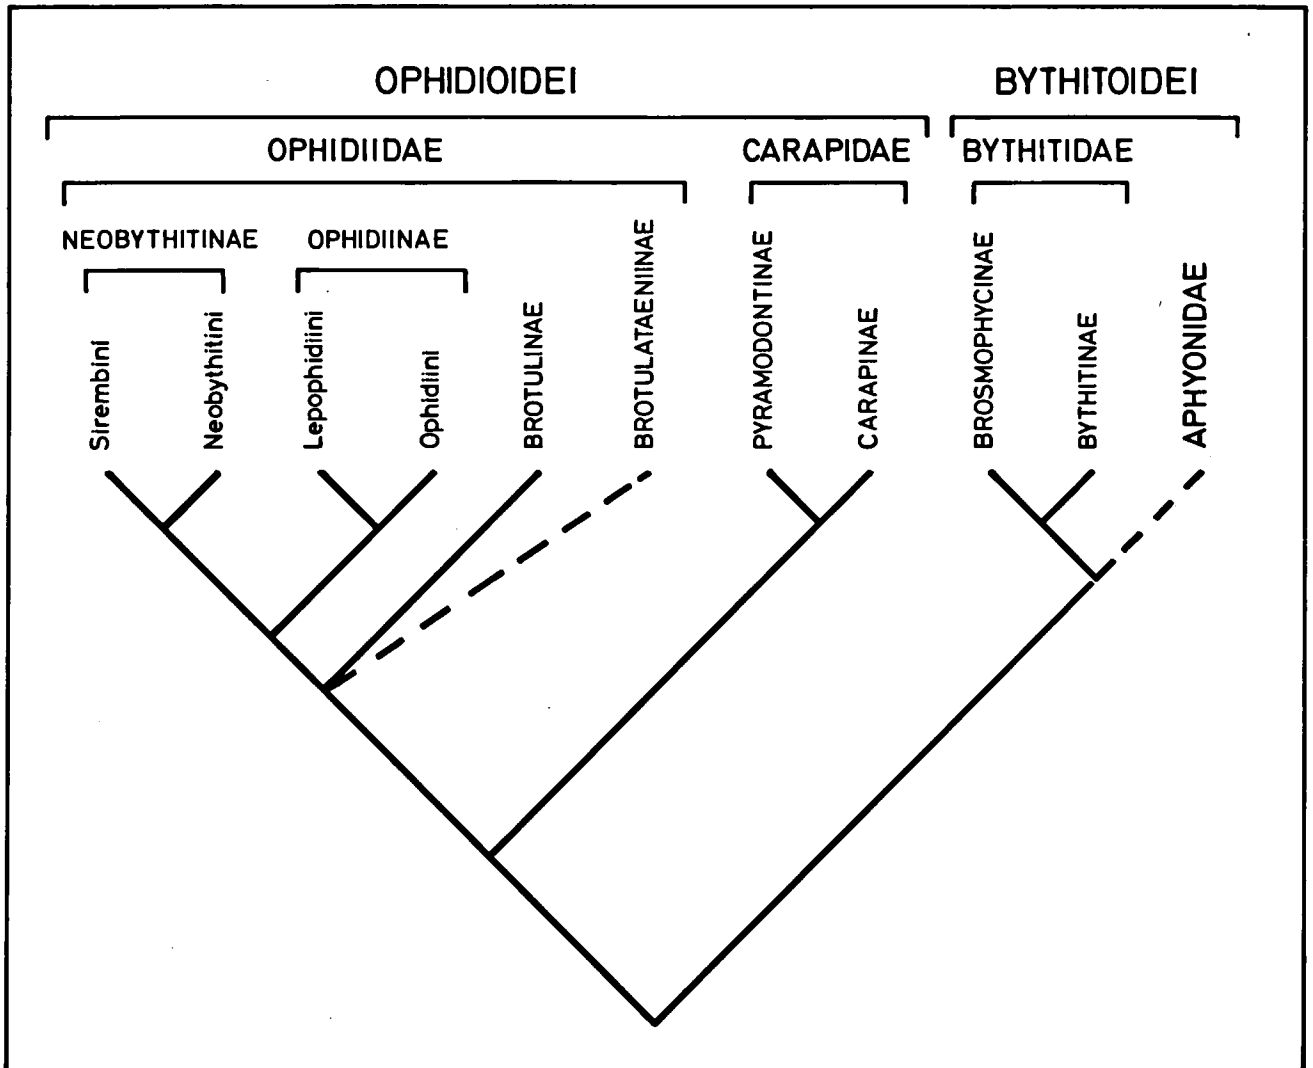 OPHIDIOIDEI
BYTHITOIDEI
OPHIDIIDAE
CARAPIDAE
BYTHITIDAE
NEOBYTHITINAE
OPHIDIINAE
Sirembini
Neobythitini
Lepophidiini
Ophidiini
BROTULINAE
BROTULATAENIINAE
PYRAMODONTINAE
CARAPINAE
BROSMOPHYCINAE
BYTHITINAE
APHYONIDAE